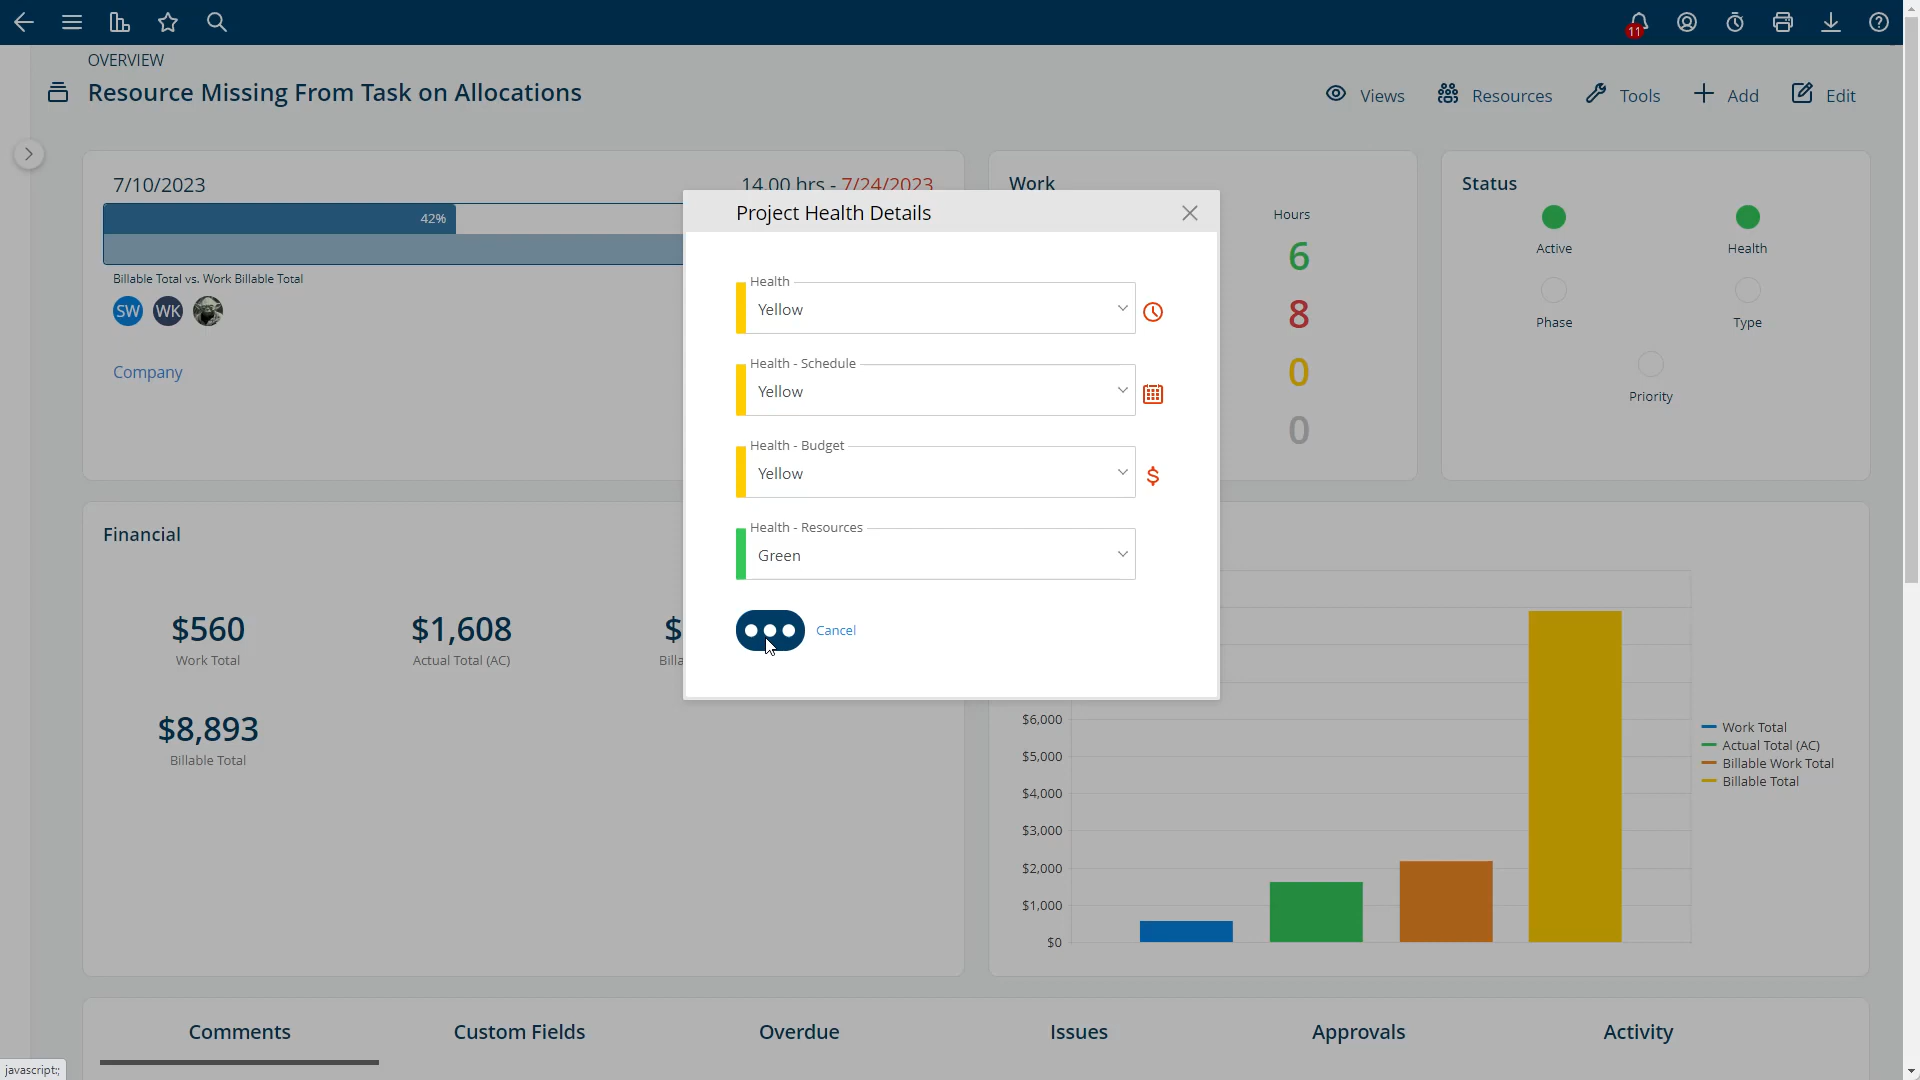 11
OVERVIEW
Resource Missing From Task on Allocations
Views
Resources
Tools
Add
Edit
7/10/2023
14.00 hrs - 7/24/2023
42%
Billable Total vs. Work Billable Total
SW
WK
Company
Work
Hours
6
8
0
0
Status
Active
Health
Phase
Type
Priority
Project Health Details
Health
Yellow
Health - Schedule
Yellow
Health - Budget
Yellow
$
Health - Resources
Green
Cancel
Financial
$560
Work Total
$1,608
Actual Total (AC)
$
Billa
$8,893
Billable Total
$6,000
$5,000
$4,000
$3,000
$2,000
$1,000
$0
Work Total
Actual Total (AC)
Billable Work Total
Billable Total
Comments
Custom Fields
Overdue
Issues
Approvals
Activity
javascript:;